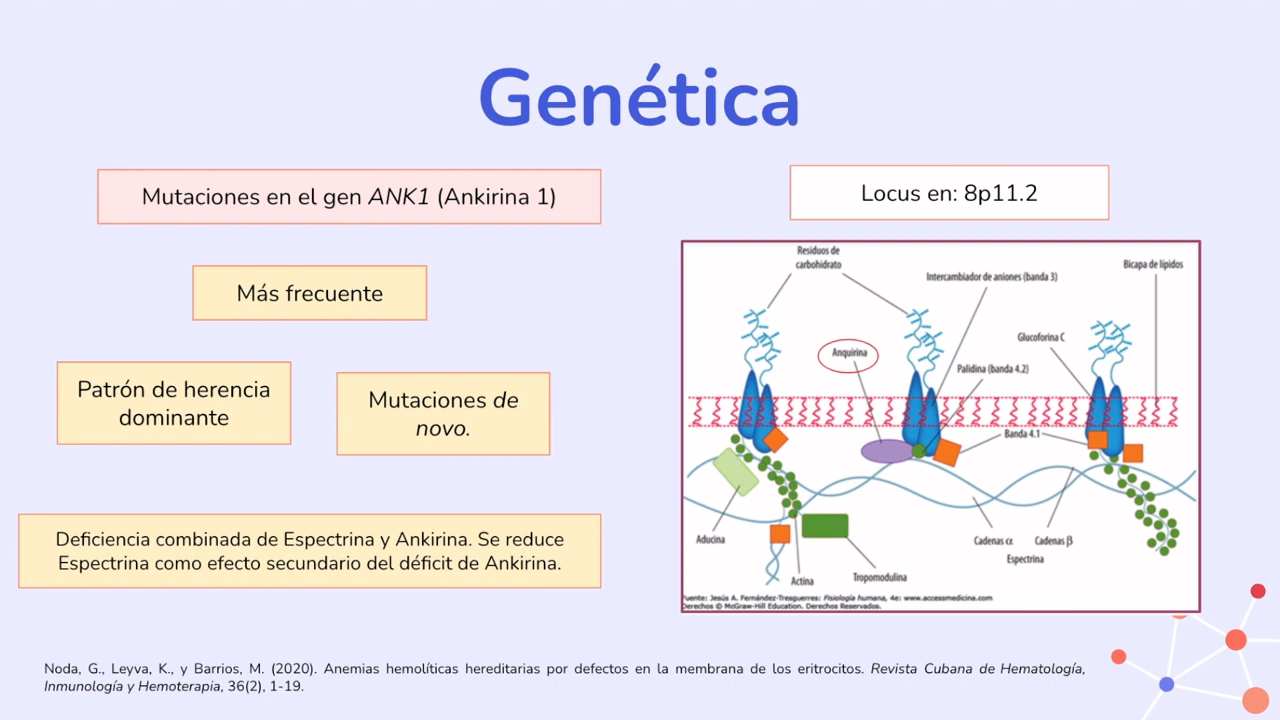 Genética
Mutaciones en el gen ANK1 (Ankirina 1)
Más frecuente
Patrón de herencia
dominante
Mutaciones de
novo.
Deficiencia combinada de Espectrina y Ankirina. Se reduce
Espectrina como efecto secundario del déficit de Ankirina.
Locus en: 8p11.2
Residuos de
carbohidrato
Intercambiador de aniones (banda 3)
Bicapa de lípidos
Anquirina
Glucoforina C
Palidina (banda 4.2)
Banda 4.1
Aducina
Cadenas α
Cadenas β
Espectrina
Actina
Tropomodulina
uente: Jesús A. Fernández-Tresguerres: Fisiología humana, 4e: www.accessmedicina.com
Derechos © McGraw-Hill Education. Derechos Reservados.
Noda, G., Leyva, K., y Barrios, M. (2020). Anemias hemolíticas hereditarias por defectos en la membrana de los eritrocitos. Revista Cubana de Hematología,
Inmunología y Hemoterapia, 36(2), 1-19.